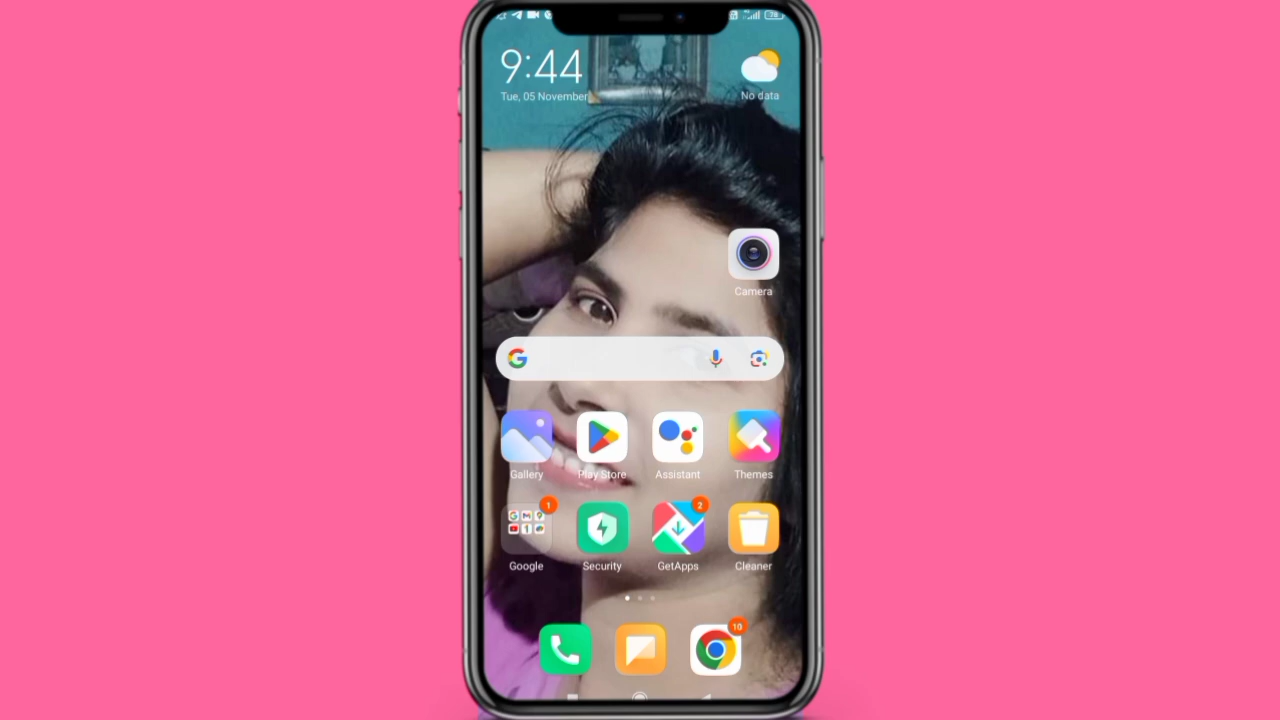 9:44
Tue, 05 November
No data
Camera
Gallery
Play Store
Assistant
Themes
1
2
Google
Security
GetApps
Cleaner
10